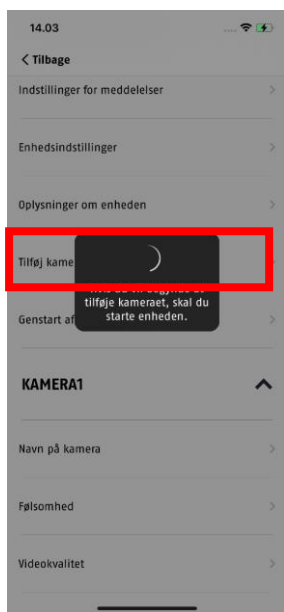 14.03
< Tilbage
Indstillinger for meddelelser
Enhedsindstillinger
Oplysninger om enheden
Tilføj kame
tilføje kameraet, skal du
Genstart af
starte enheden.
KAMERA1
Navn på kamera
Følsomhed
Videokvalitet